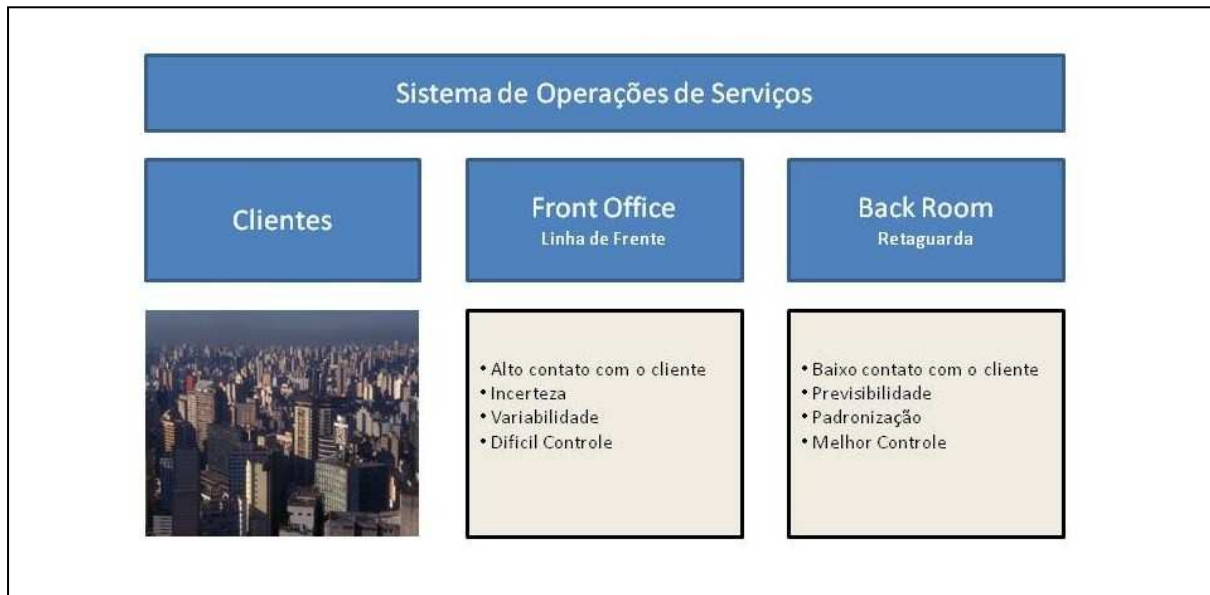 Sistema de Operações de Serviços
Clientes
Front Office
Linha de Frente
Back Room
Retaguarda
• Alto contato com o cliente
• Incerteza
• Variabilidade
• Difícil Controle
• Baixo contato com o cliente
• Previsibilidade
• Padronização
• Melhor Controle